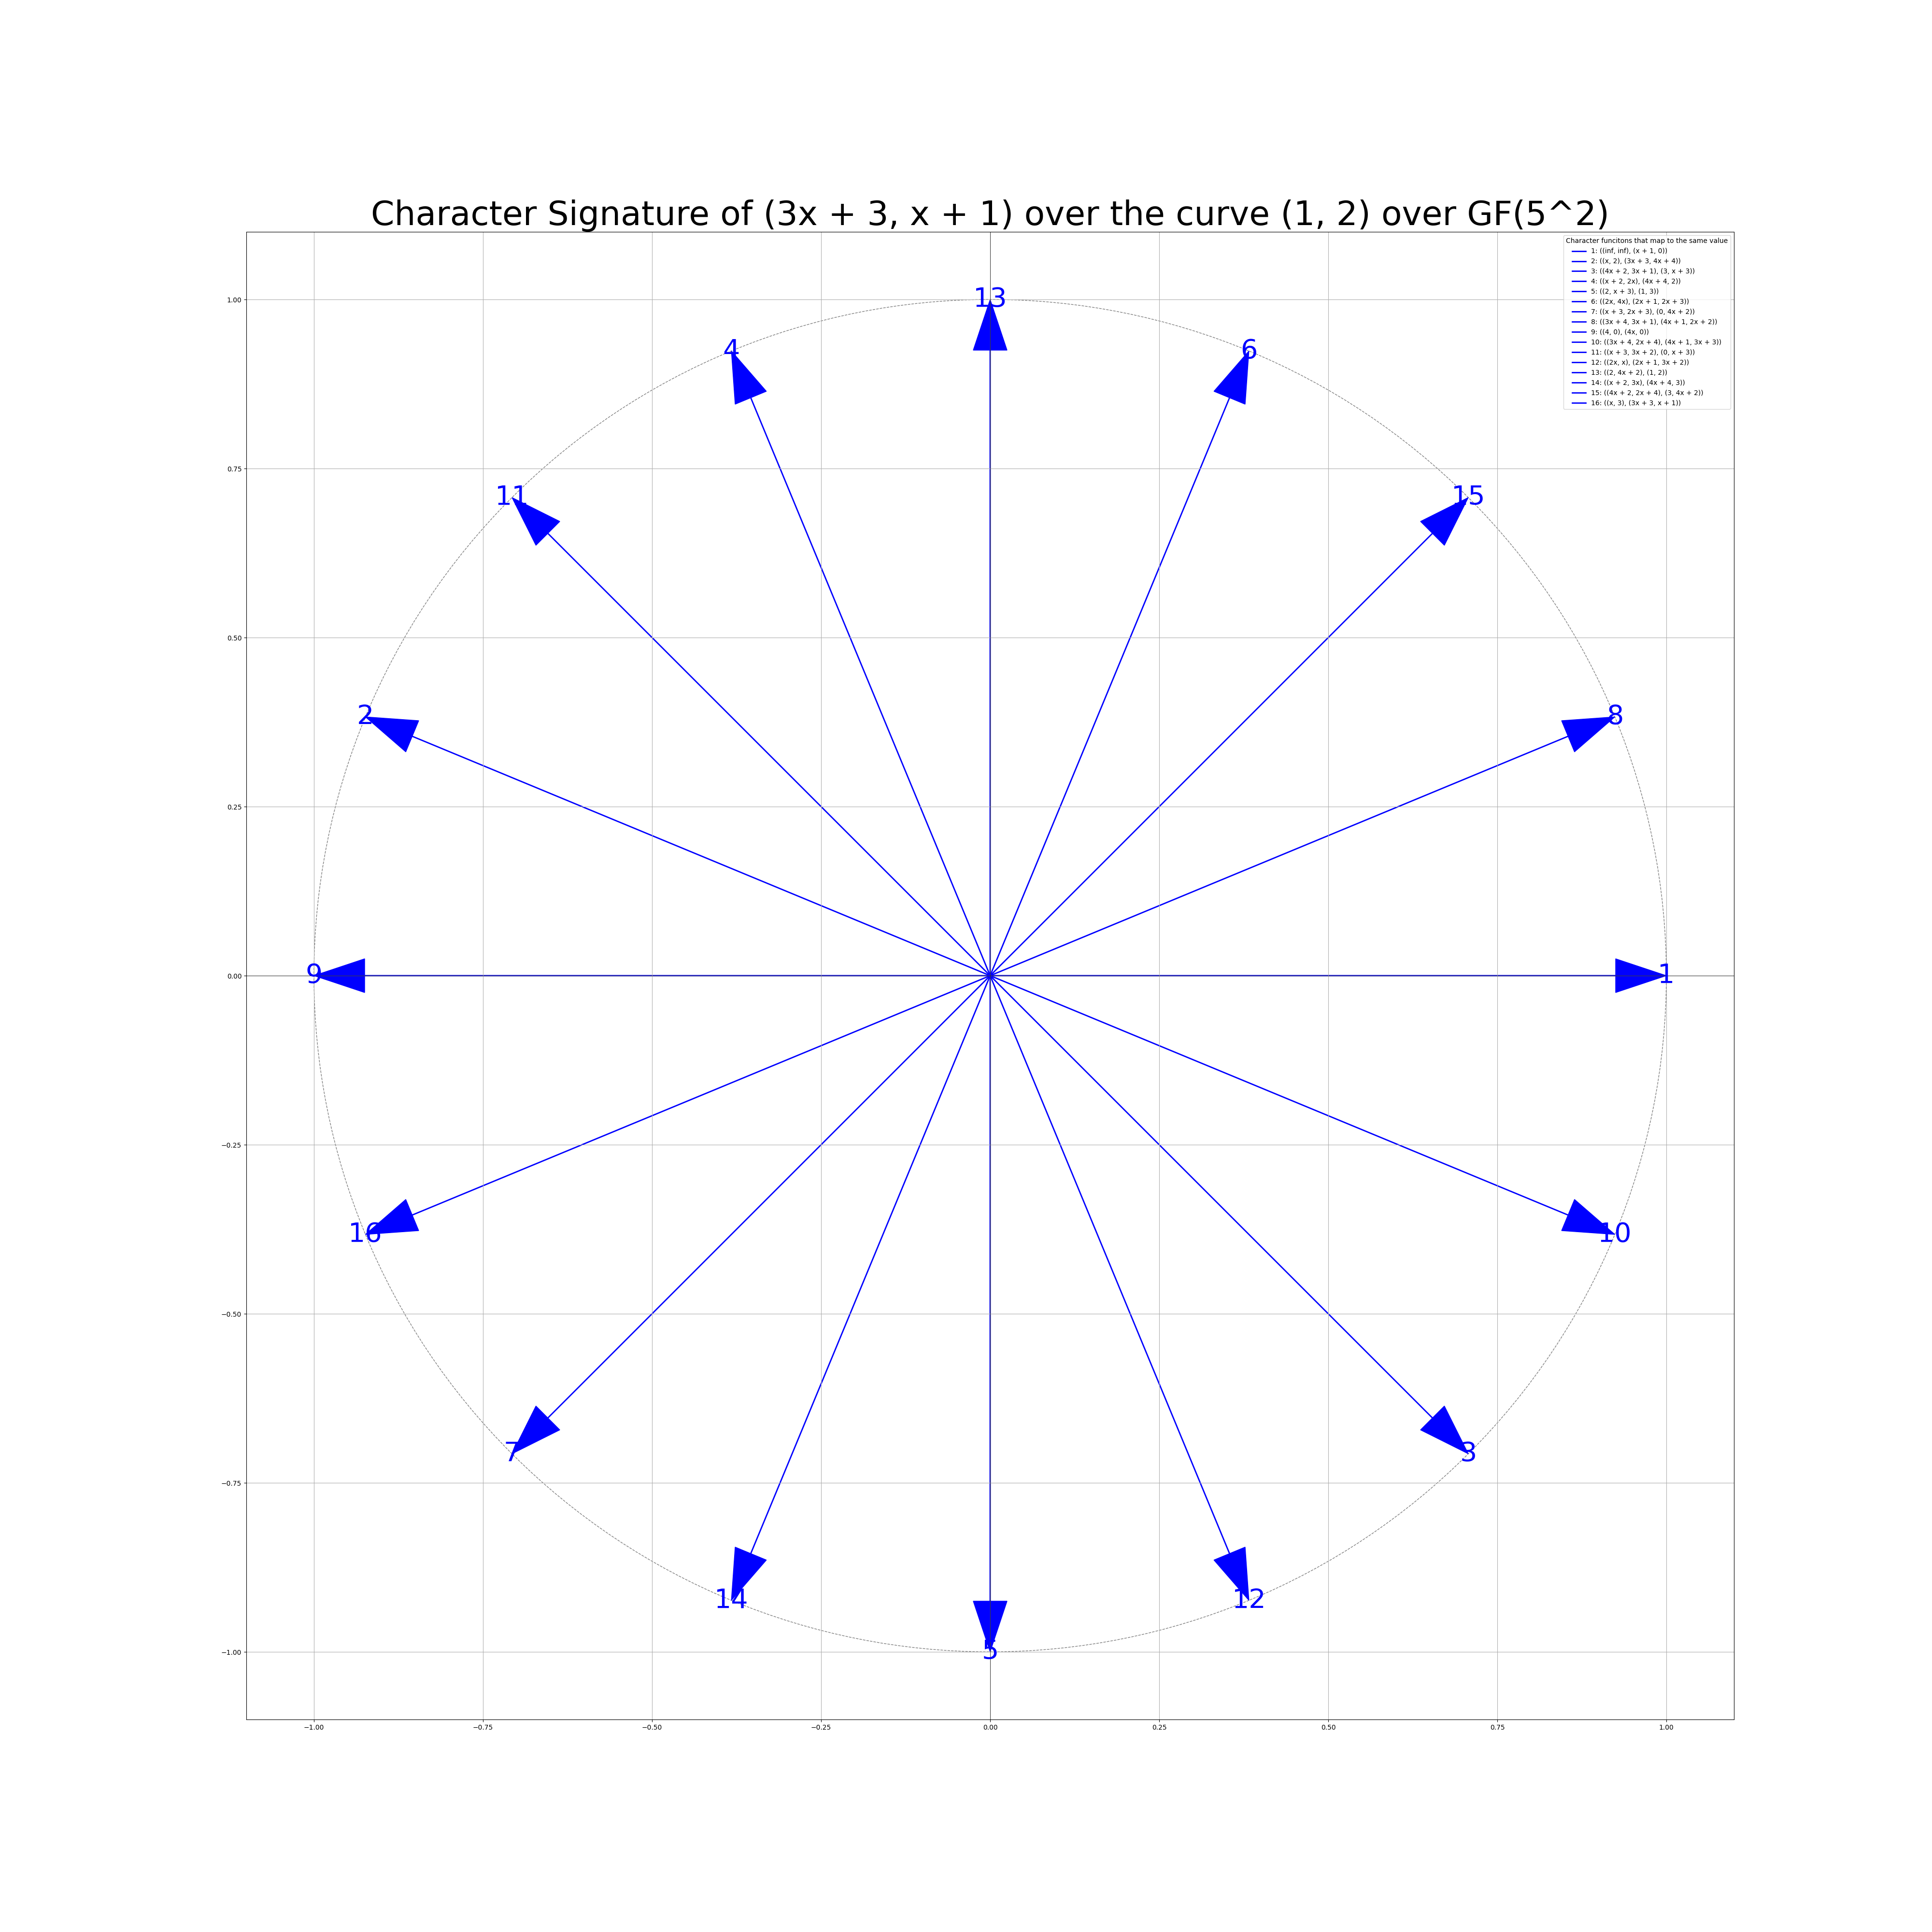 Character Signature of (3x + 3, x + 1) over the curve (1, 2) over GF(5^2)
Character funcitons that map to the same value
1: ((inf, inf), (x + 1, 0))
2: ((x, 2), (3x + 3, 4x + 4))
3: ((4x + 2, 3x + 1), (3, x + 3))
4: ((x + 2, 2x), (4x + 4, 2))
5: ((2, x + 3), (1, 3))
6: ((2x, 4x), (2x + 1, 2x + 3))
7: ((x + 3, 2x + 3), (0, 4x + 2))
8: ((3x + 4, 3x + 1), (4x + 1, 2x + 2))
9: ((4, 0), (4x, 0))
10: ((3x + 4, 2x + 4), (4x + 1, 3x + 3))
11: ((x + 3, 3x + 2), (0, x + 3))
12: ((2x, x), (2x + 1, 3x + 2))
13: ((2, 4x + 2), (1, 2))
14: ((x + 2, 3x), (4x + 4, 3))
15: ((4x + 2, 2x + 4), (3, 4x + 2))
16: ((x, 3), (3x + 3, x + 1))
1.00
13
4
6
0.75
11
15
0.50
2
8
0.25
0.00
9
1
−0.25
16
10
−0.50
7
3
−0.75
14
12
−1.00
5
−1.00
−0.75
−0.50
−0.25
0.00
0.25
0.50
0.75
1.00